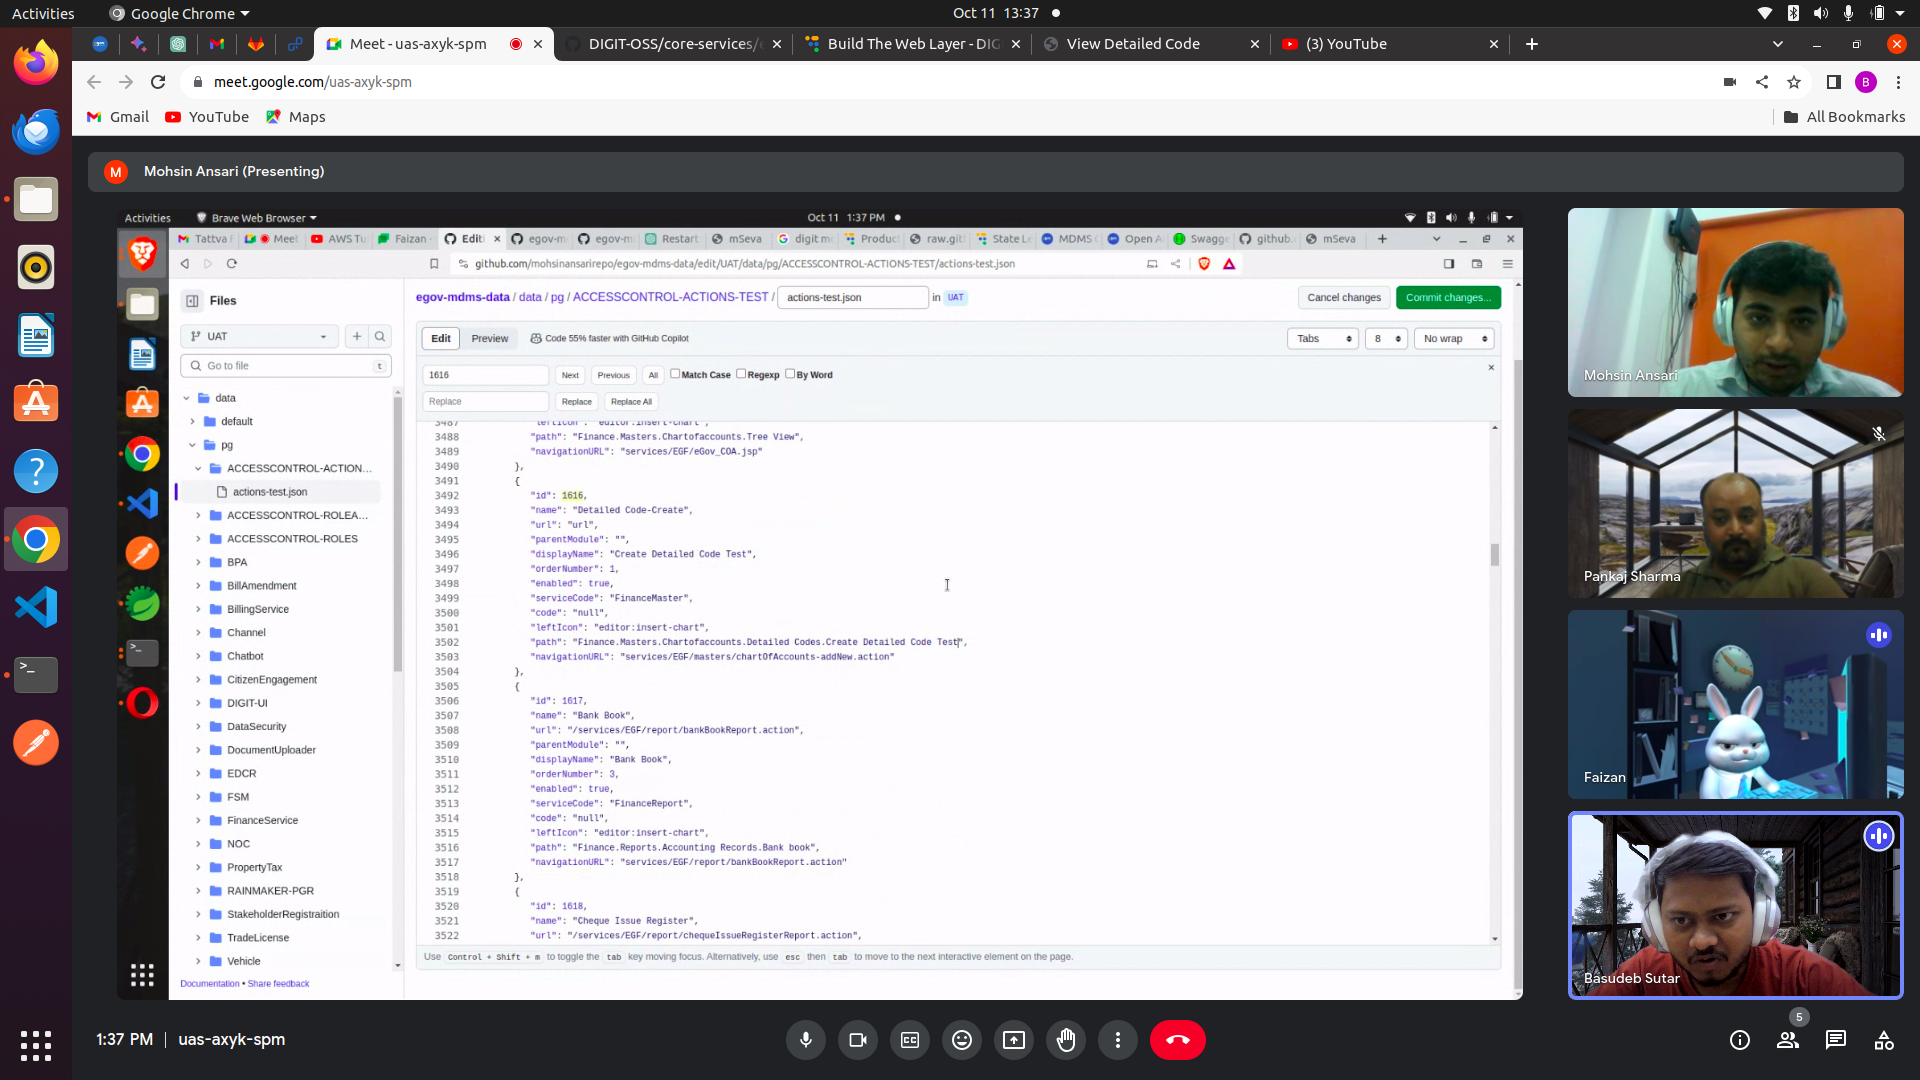 Activities
Google Chrome
Oct 11 13:37
Meet - uas-axyk-spm
DIGIT-OSS/core-services/
Build The Web Layer - DIG
View Detailed Code
(3) YouTube
meet.google.com/uas-axyk-spm
B
Gmail
YouTube
Maps
All Bookmarks
M
Mohsin Ansari (Presenting)
Activities
Brave Web Browser
Oct 11 1:37 PM
Tattva
Meet
AWS Tu
Faizan
Editi
egov-m
egov-m
Restart
mSeva
digit m
Produc
raw.git
State L
MDMS
Open A
Swagge
github.
mSeva
github.com/mohsinansarirepo/egov-mdms-data/edit/UAT/data/pg/ACCESSCONTROL-ACTIONS-TEST/actions-test.json
Files
egov-mdms-data / data / pg / ACCESSCONTROL-ACTIONS-TEST / actions-test.json in UAT
Cancel changes
Commit changes...
UAT
Edit
Preview
Code 55% faster with GitHub Copilot
Tabs
8
No wrap
Go to file
t
1616
Next
Previous
All
Match Case
Regexp
By Word
Replace
Replace
Replace All
data
default
pg
ACCESSCONTROL-ACTION...
actions-test.json
ACCESSCONTROL-ROLEA...
ACCESSCONTROL-ROLES
BPA
BillAmendment
BillingService
Channel
Chatbot
CitizenEngagement
DIGIT-UI
DataSecurity
DocumentUploader
EDCR
FSM
FinanceService
NOC
PropertyTax
RAINMAKER-PGR
StakeholderRegistraition
TradeLicense
Vehicle
Documentation • Share feedback
3487 "leftIcon": "editor:insert-chart",
3488 "path": "Finance.Masters.Chartofaccounts.Tree View",
3489 "navigationURL": "services/EGF/eGov_COA.jsp"
3490 },
3491 {
3492 "id": 1616,
3493 "name": "Detailed Code-Create",
3494 "url": "url",
3495 "parentModule": "",
3496 "displayName": "Create Detailed Code Test",
3497 "orderNumber": 1,
3498 "enabled": true,
3499 "serviceCode": "FinanceMaster",
3500 "code": "null",
3501 "leftIcon": "editor:insert-chart",
3502 "path": "Finance.Masters.Chartofaccounts.Detailed Codes.Create Detailed Code Test",
3503 "navigationURL": "services/EGF/masters/chartOfAccounts-addNew.action"
3504 },
3505 {
3506 "id": 1617,
3507 "name": "Bank Book",
3508 "url": "/services/EGF/report/bankBookReport.action",
3509 "parentModule": "",
3510 "displayName": "Bank Book",
3511 "orderNumber": 3,
3512 "enabled": true,
3513 "serviceCode": "FinanceReport",
3514 "code": "null",
3515 "leftIcon": "editor:insert-chart",
3516 "path": "Finance.Reports.Accounting Records.Bank book",
3517 "navigationURL": "services/EGF/report/bankBookReport.action"
3518 },
3519 {
3520 "id": 1618,
3521 "name": "Cheque Issue Register",
3522 "url": "/services/EGF/report/chequeIssueRegisterReport.action",
Use Control + Shift + m to toggle the tab key moving focus. Alternatively, use esc then tab to move to the next interactive element on the page.
Mohsin Ansari
Pankaj Sharma
Faizan
Basudeb Sutar
1:37 PM | uas-axyk-spm
5